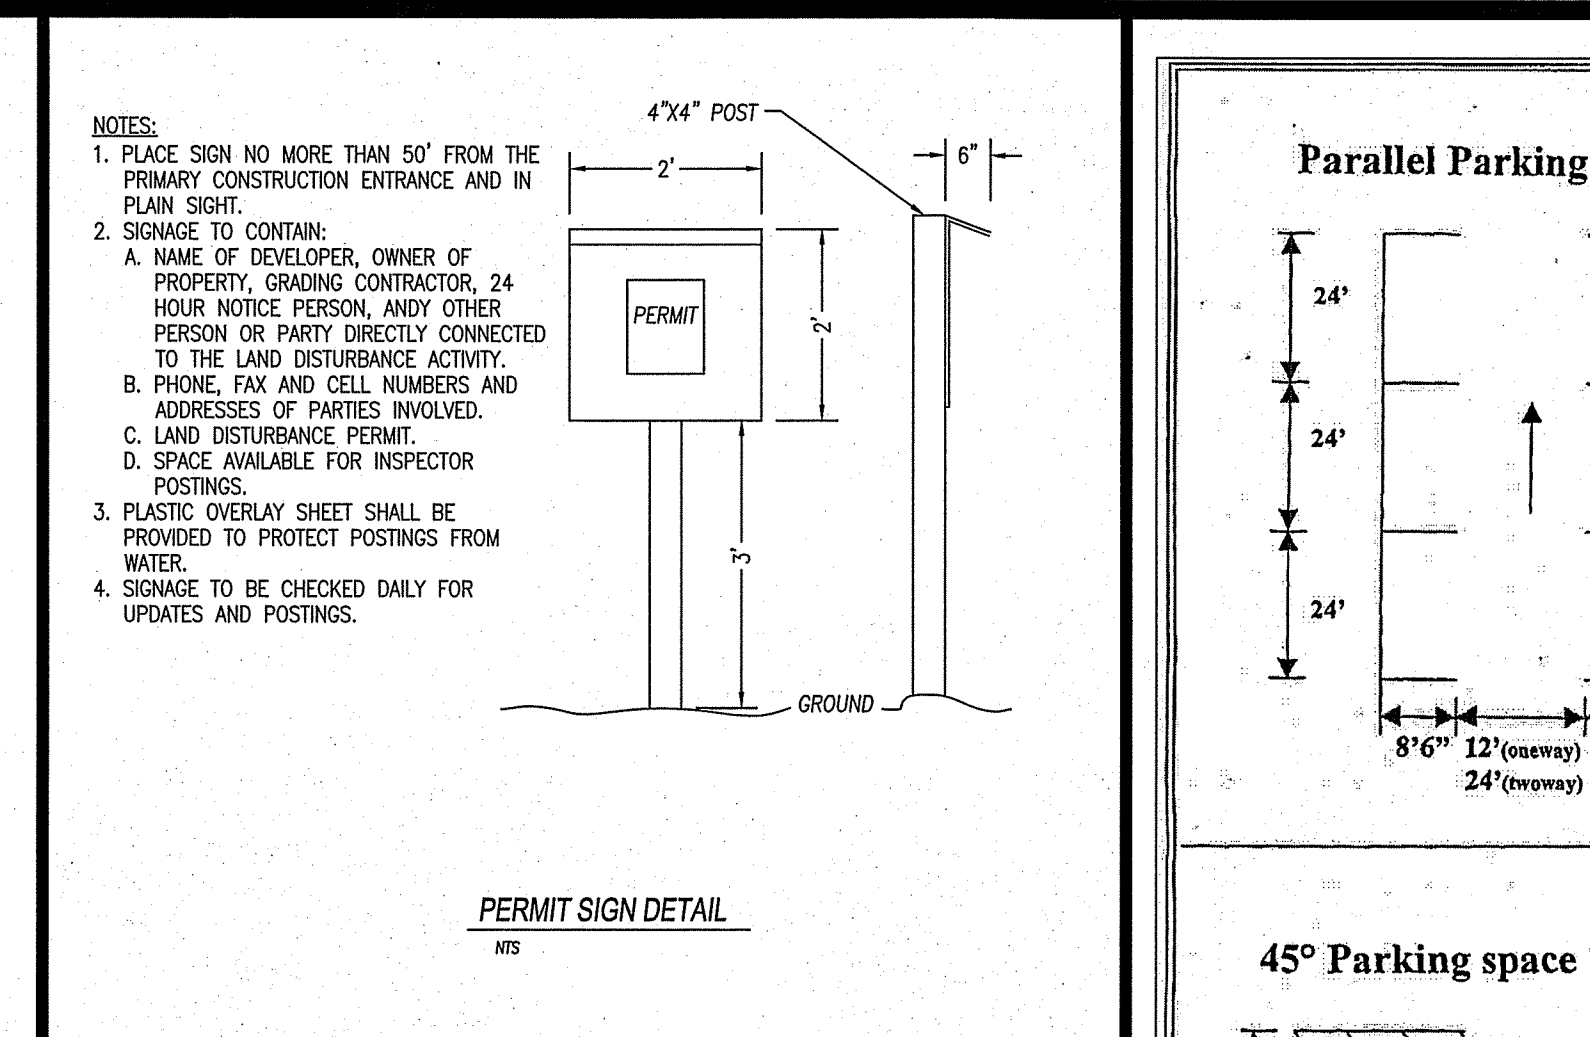 NOTES:
1. PLACE SIGN NO MORE THAN 50' FROM THE
PRIMARY CONSTRUCTION ENTRANCE AND IN
PLAIN SIGHT.
2. SIGNAGE TO CONTAIN:
A. NAME OF DEVELOPER, OWNER OF
PROPERTY, GRADING CONTRACTOR, 24
HOUR NOTICE PERSON, ANDY OTHER
PERSON OR PARTY DIRECTLY CONNECTED
TO THE LAND DISTURBANCE ACTIVITY.
B. PHONE, FAX AND CELL NUMBERS AND
ADDRESSES OF PARTIES INVOLVED.
C. LAND DISTURBANCE PERMIT.
D. SPACE AVAILABLE FOR INSPECTOR
POSTINGS.
3. PLASTIC OVERLAY SHEET SHALL BE
PROVIDED TO PROTECT POSTINGS FROM
WATER.
4. SIGNAGE TO BE CHECKED DAILY FOR
UPDATES AND POSTINGS.
4"X4" POST
2'
6"
PERMIT
2'
3'
GROUND
PERMIT SIGN DETAIL
NTS
Parallel Parking
24'
24'
24'
8'6" 12'(oneway)
24'(twoway)
45° Parking space